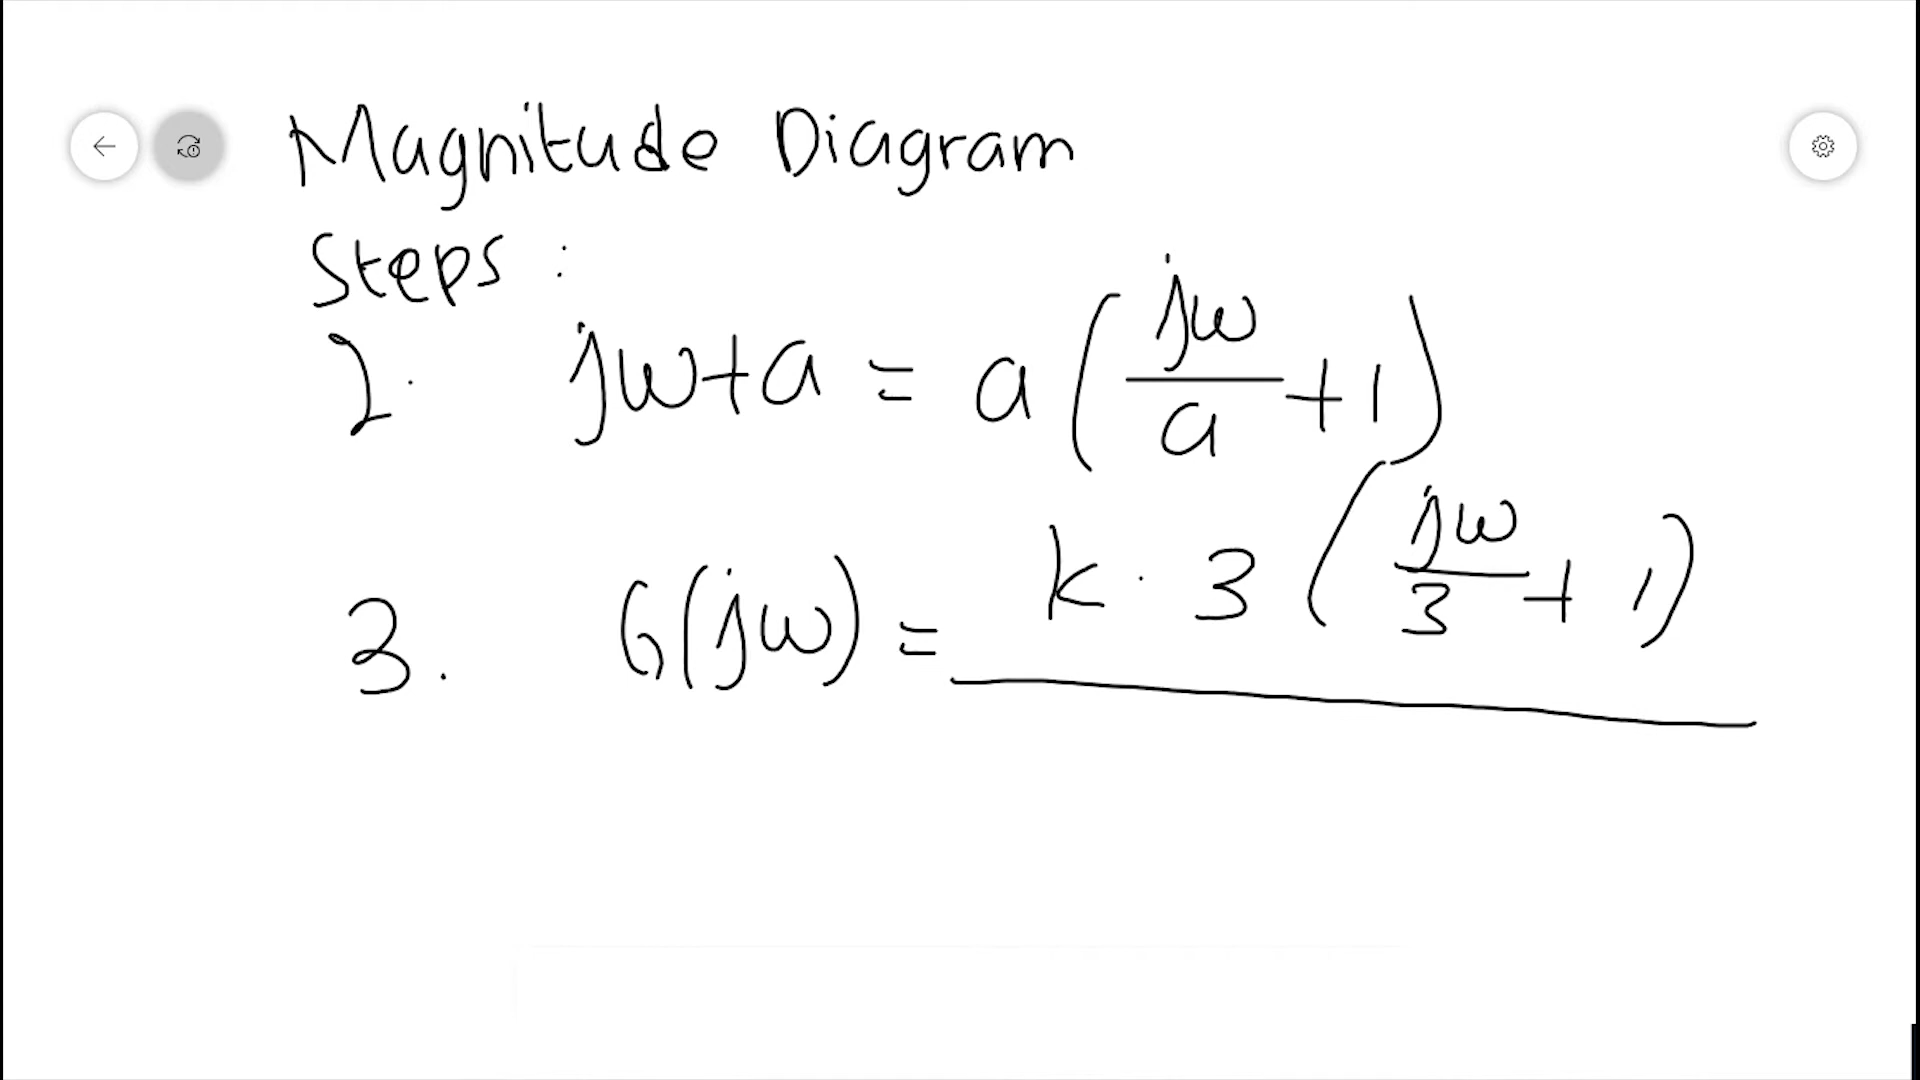 Magnitude Diagram
Steps :
2. jw+a = a(jw/a +1)
3. G(jw) = k · 3 (jw/3 + 1)